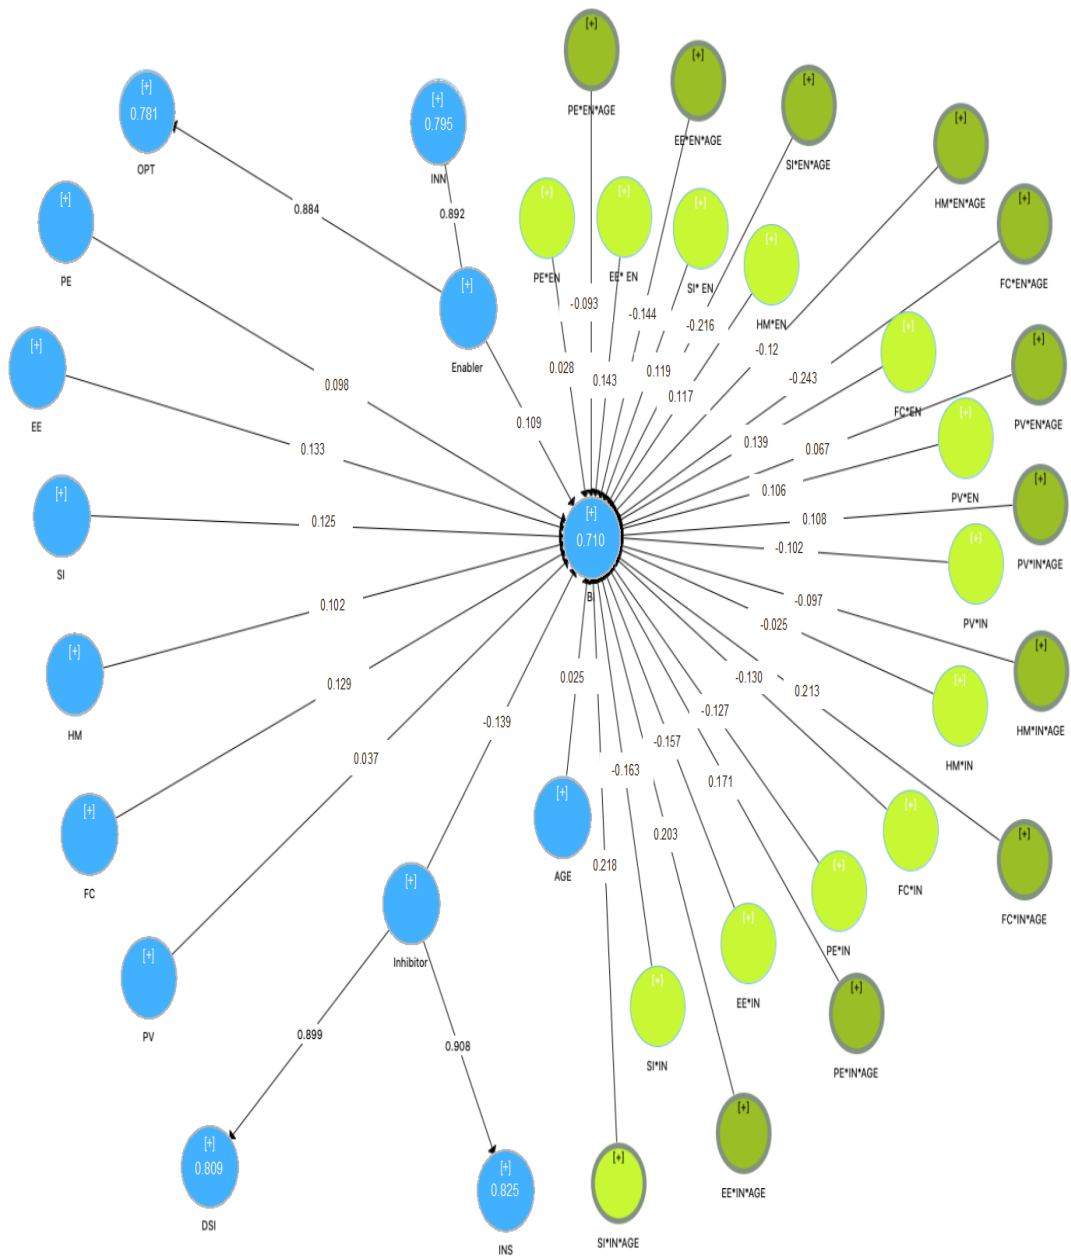 [+]
PE*EN*AGE
[+]
EE*EN*AGE
[+]
SI*EN*AGE
[+]
HM*EN*AGE
[+]
FC*EN*AGE
[+]
0.781
OPT
[+]
0.795
INN
0.884
0.892
[+]
PE
[+]
PE*EN
[+]
EE* EN
[+]
SI* EN
[+]
HM*EN
[+]
Enabler
[+]
FC*EN
[+]
PV*EN*AGE
[+]
EE
-0.093
-0.144
-0.216
-0.12
0.028
0.143
0.119
0.117
-0.243
0.098
0.109
0.133
0.139
0.067
0.106
[+]
PV*EN
[+]
SI
0.125
[+]
0.710
BI
0.108
-0.102
[+]
PV*IN*AGE
[+]
PV*IN
0.102
-0.097
-0.025
[+]
HM
[+]
HM*IN*AGE
[+]
HM*IN
0.129
0.025
-0.130
0.213
-0.139
-0.127
-0.157
0.037
-0.163
0.171
[+]
FC
[+]
AGE
0.203
0.218
[+]
FC*IN
[+]
FC*IN*AGE
[+]
Inhibitor
[+]
PE*IN
[+]
EE*IN
[+]
PV
[+]
SI*IN
[+]
PE*IN*AGE
0.899
0.908
[+]
0.809
DSI
[+]
0.825
INS
[+]
SI*IN*AGE
[+]
EE*IN*AGE